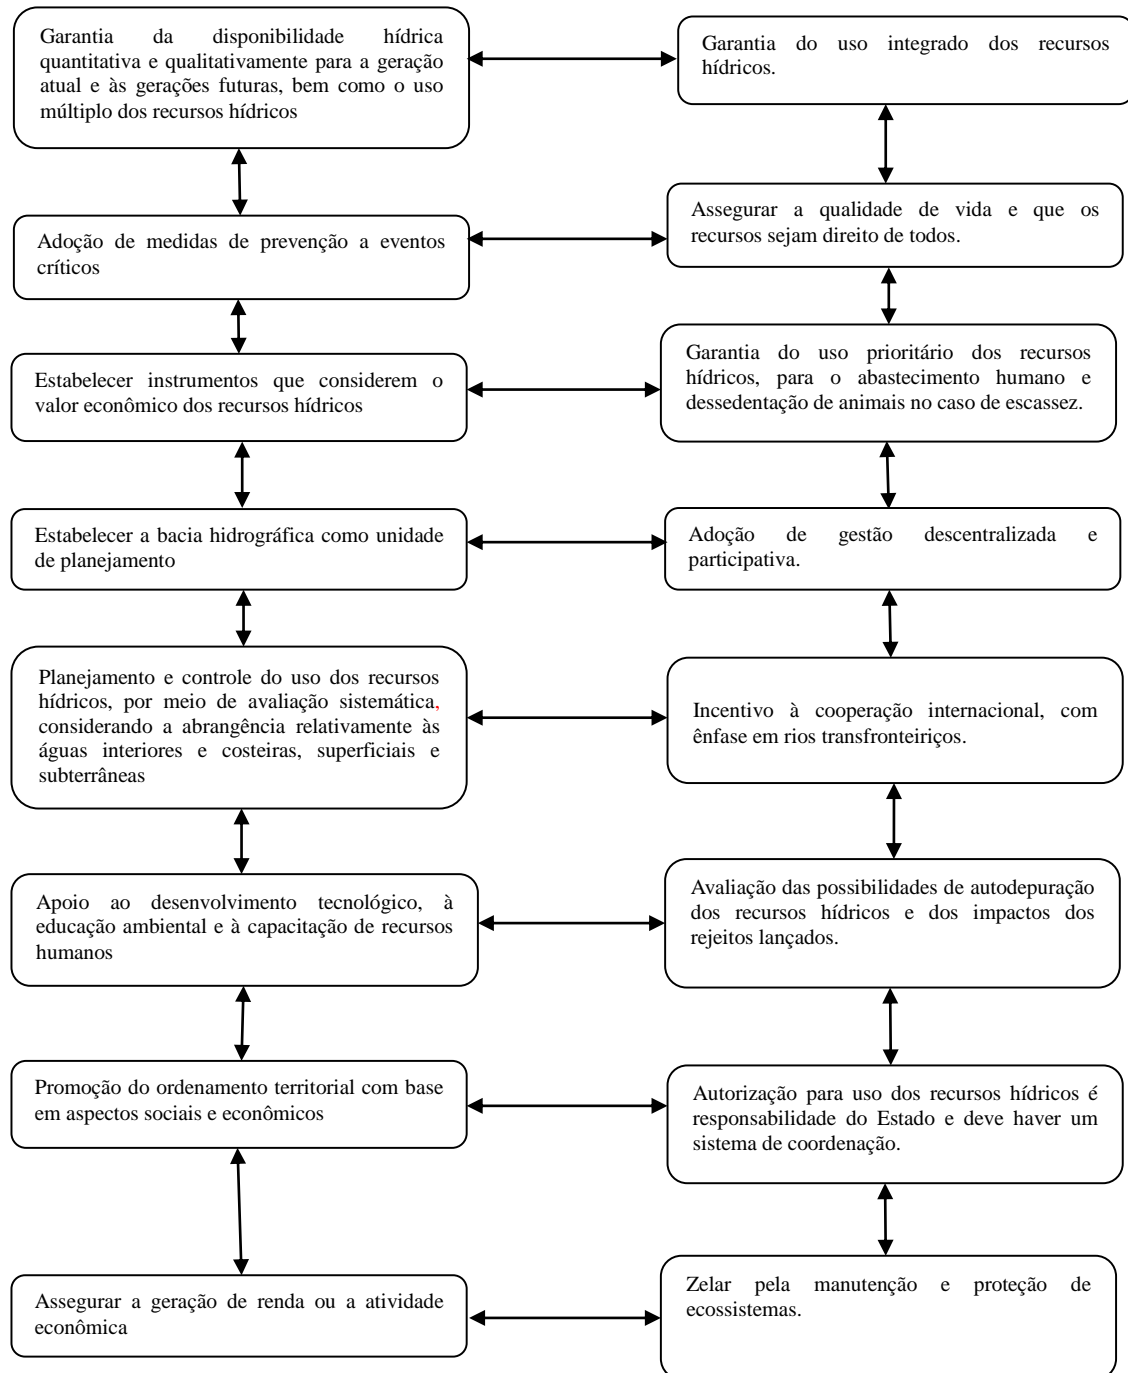 Garantia da disponibilidade hídrica
quantitativa e qualitativamente para a geração
atual e às gerações futuras, bem como o uso
múltiplo dos recursos hídricos
Garantia do uso integrado dos recursos
hídricos.
Adoção de medidas de prevenção a eventos
críticos
Assegurar a qualidade de vida e que os
recursos sejam direito de todos.
Estabelecer instrumentos que considerem o
valor econômico dos recursos hídricos
Garantia do uso prioritário dos recursos
hídricos, para o abastecimento humano e
dessedentação de animais no caso de escassez.
Estabelecer a bacia hidrográfica como unidade
de planejamento
Adoção de gestão descentralizada e
participativa.
Planejamento e controle do uso dos recursos
hídricos, por meio de avaliação sistemática,
considerando a abrangência relativamente às
águas interiores e costeiras, superficiais e
subterrâneas
Incentivo à cooperação internacional, com
ênfase em rios transfronteiriços.
Apoio ao desenvolvimento tecnológico, à
educação ambiental e à capacitação de recursos
humanos
Avaliação das possibilidades de autodepuração
dos recursos hídricos e dos impactos dos
rejeitos lançados.
Promoção do ordenamento territorial com base
em aspectos sociais e econômicos
Autorização para uso dos recursos hídricos é
responsabilidade do Estado e deve haver um
sistema de coordenação.
Assegurar a geração de renda ou a atividade
econômica
Zelar pela manutenção e proteção de
ecossistemas.